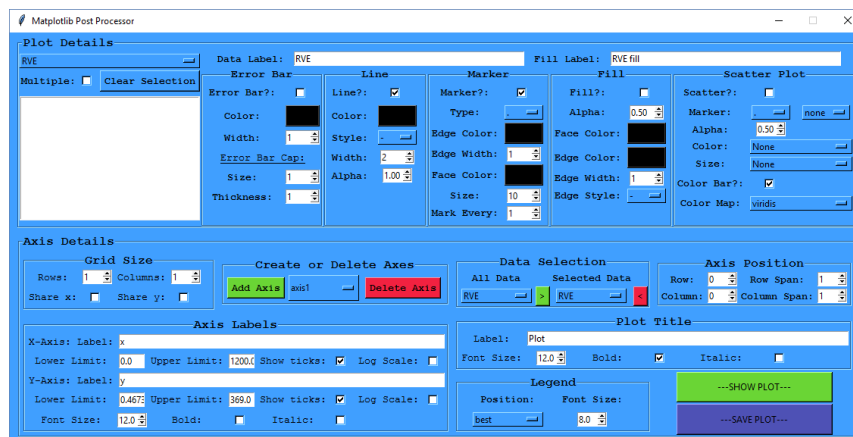 Matplotlib Post Processor
Plot Details
RVE
Data Label: RVE
Fill Label: RVE fill
Multiple: Clear Selection
Error Bar
Error Bar?:
Color:
Width: 1
Error Bar Cap:
Size: 1
Thickness: 1
Line
Line?:
Color:
Style: -
Width: 2
Alpha: 1.00
Marker
Marker?:
Type: .
Edge Color:
Edge Width: 1
Face Color:
Size: 10
Mark Every: 1
Fill
Fill?:
Alpha: 0.50
Face Color:
Edge Color:
Edge Width: 1
Edge Style: -
Scatter Plot
Scatter?:
Marker: . none
Alpha: 0.50
Color: None
Size: None
Color Bar?:
Color Map: viridis
Axis Details
Grid Size
Rows: 1 Columns: 1
Share x: Share y:
Create or Delete Axes
Add Axis axis1 Delete Axis
Data Selection
All Data Selected Data
RVE > RVE <
Axis Position
Row: 0 Row Span: 1
Column: 0 Column Span: 1
Axis Labels
X-Axis: Label: x
Lower Limit: 0.0 Upper Limit: 1200.0 Show ticks: Log Scale:
Y-Axis: Label: y
Lower Limit: 0.4673 Upper Limit: 369.0 Show ticks: Log Scale:
Font Size: 12.0 Bold: Italic:
Plot Title
Label: Plot
Font Size: 12.0 Bold: Italic:
Legend
Position: Font Size:
best 8.0
---SHOW PLOT---
---SAVE PLOT---